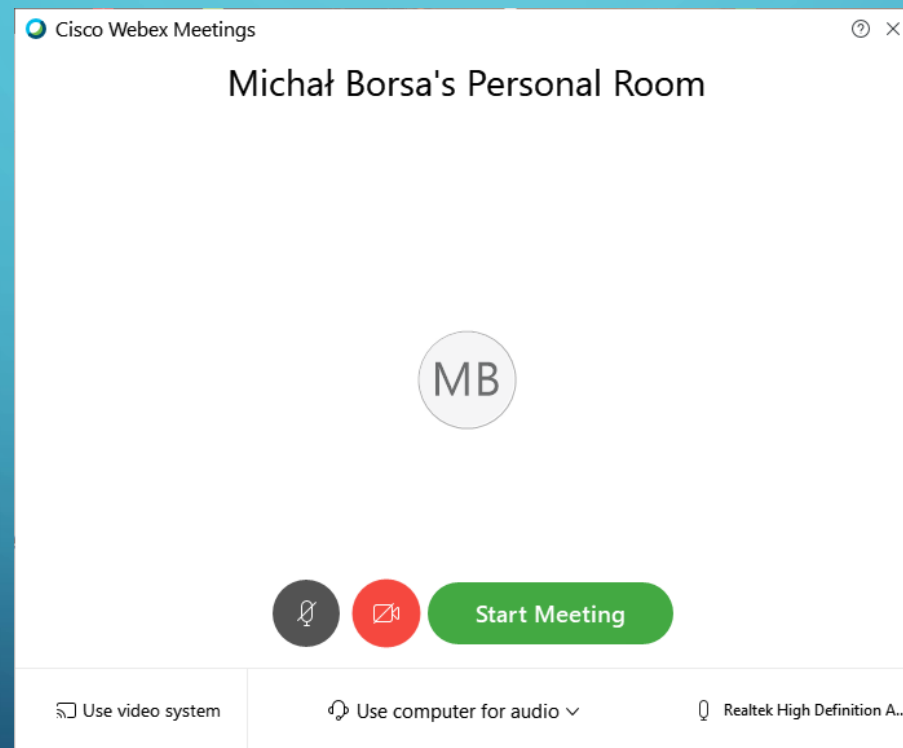 Cisco Webex Meetings
Michał Borsa's Personal Room
MB
Start Meeting
Use video system
Use computer for audio
Realtek High Definition A...